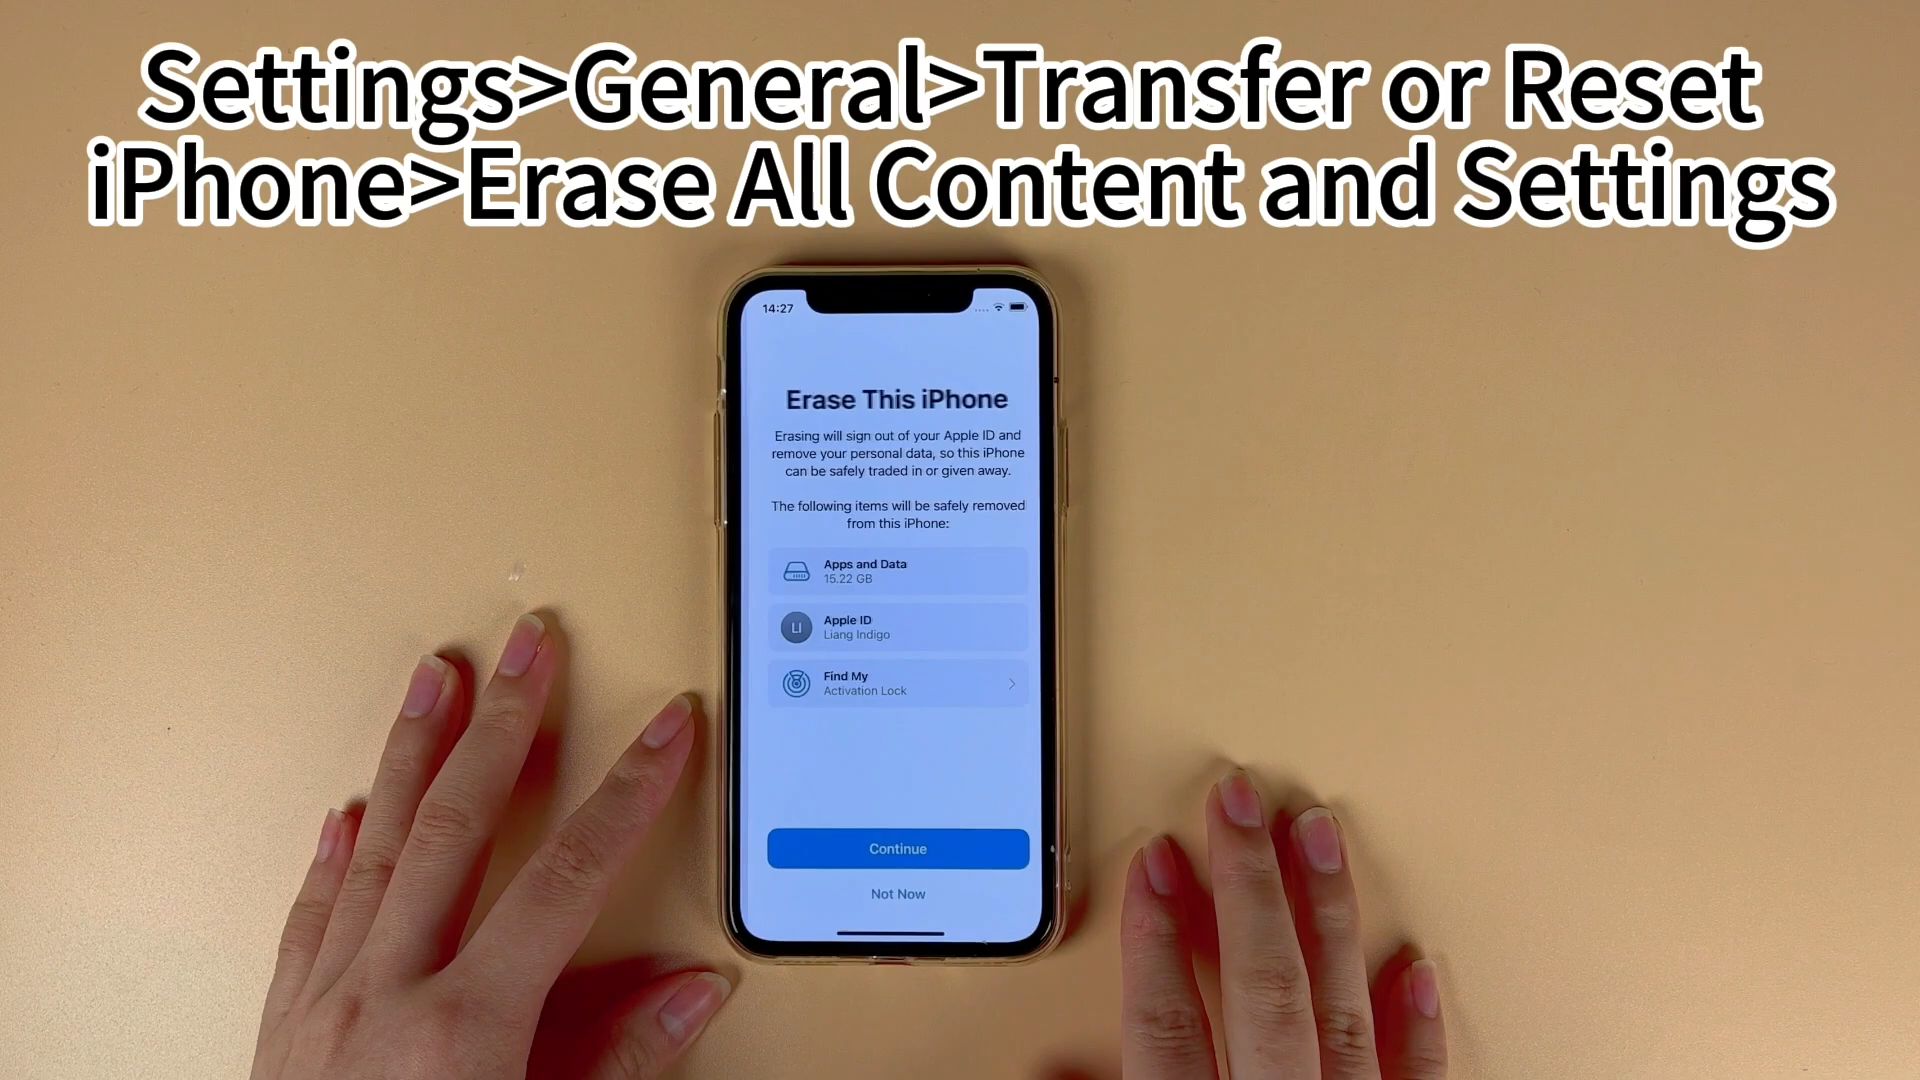 Settings>General>Transfer or Reset
iPhone>Erase All Content and Settings
14:27
Erase This iPhone
Erasing will sign out of your Apple ID and
remove your personal data, so this iPhone
can be safely traded in or given away.
The following items will be safely removed
from this iPhone:
Apps and Data
15.22 GB
LI
Apple ID
Liang Indigo
Find My
Activation Lock
Continue
Not Now